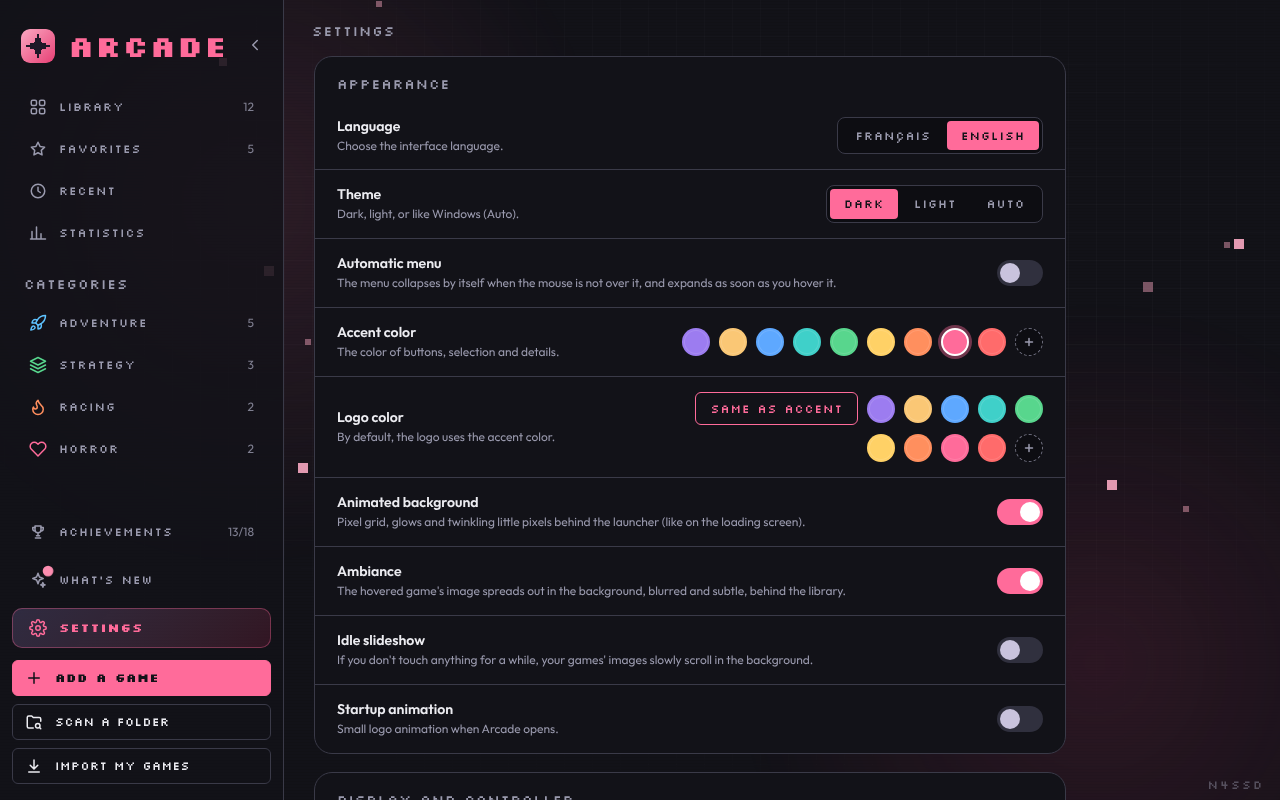 ARCADE
LIBRARY 12
FAVORITES 5
RECENT
STATISTICS
CATEGORIES
ADVENTURE 5
STRATEGY 3
RACING 2
HORROR 2
ACHIEVEMENTS 13/18
WHAT'S NEW
SETTINGS
ADD A GAME
SCAN A FOLDER
IMPORT MY GAMES
SETTINGS
APPEARANCE
Language
Choose the interface language.
FRANÇAIS ENGLISH
Theme
Dark, light, or like Windows (Auto).
DARK LIGHT AUTO
Automatic menu
The menu collapses by itself when the mouse is not over it, and expands as soon as you hover it.
Accent color
The color of buttons, selection and details.
Logo color
By default, the logo uses the accent color.
SAME AS ACCENT
Animated background
Pixel grid, glows and twinkling little pixels behind the launcher (like on the loading screen).
Ambiance
The hovered game's image spreads out in the background, blurred and subtle, behind the library.
Idle slideshow
If you don't touch anything for a while, your games' images slowly scroll in the background.
Startup animation
Small logo animation when Arcade opens.
DISPLAY AND CONTROLLER
N4SSD